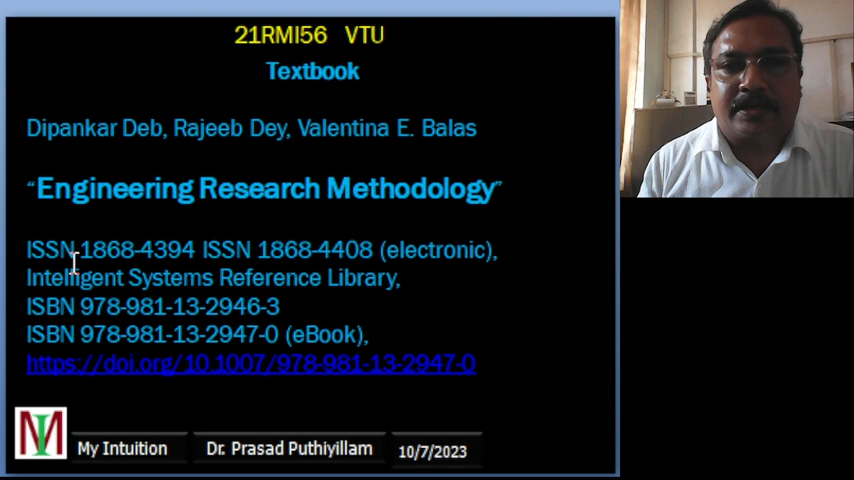 21RMI56 VTU
Textbook
Dipankar Deb, Rajeeb Dey, Valentina E. Balas
“Engineering Research Methodology”
ISSN 1868-4394 ISSN 1868-4408 (electronic),
Intelligent Systems Reference Library,
ISBN 978-981-13-2946-3
ISBN 978-981-13-2947-0 (eBook),
https://doi.org/10.1007/978-981-13-2947-0
MI
My Intuition
Dr. Prasad Puthiyillam
10/7/2023